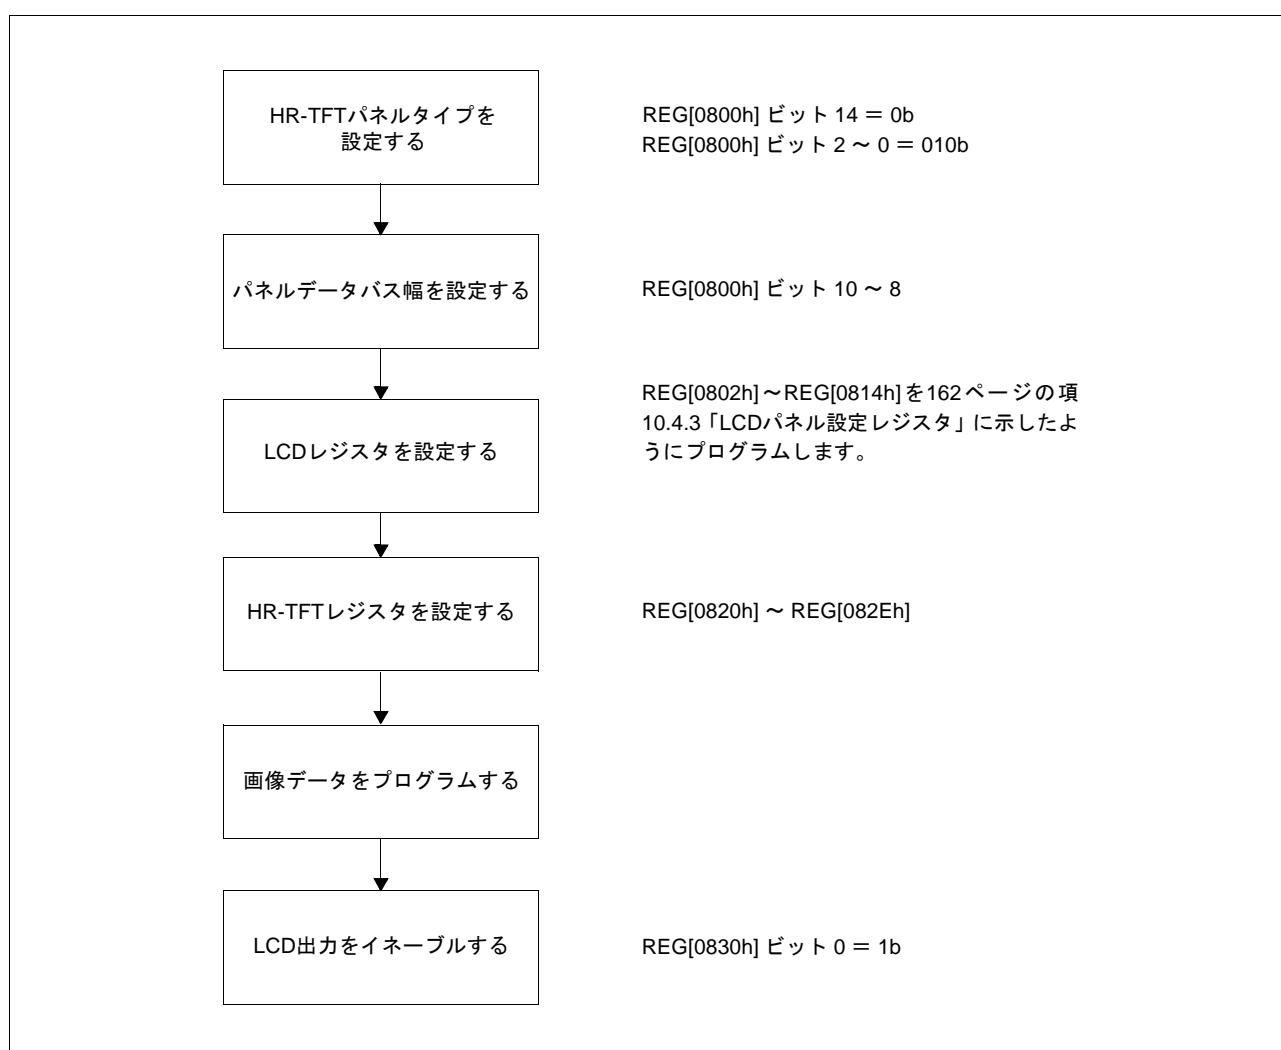 HR-TFTパネルタイプを
設定する
REG[0800h] ビット 14 = 0b
REG[0800h] ビット 2 ～ 0 = 010b
パネルデータバス幅を設定する
REG[0800h] ビット 10 ～ 8
LCDレジスタを設定する
REG[0802h]～REG[0814h]を162ページの項
10.4.3「LCDパネル設定レジスタ」に示したよ
うにプログラムします。
HR-TFTレジスタを設定する
REG[0820h] ～ REG[082Eh]
画像データをプログラムする
LCD出力をイネーブルする
REG[0830h] ビット 0 = 1b